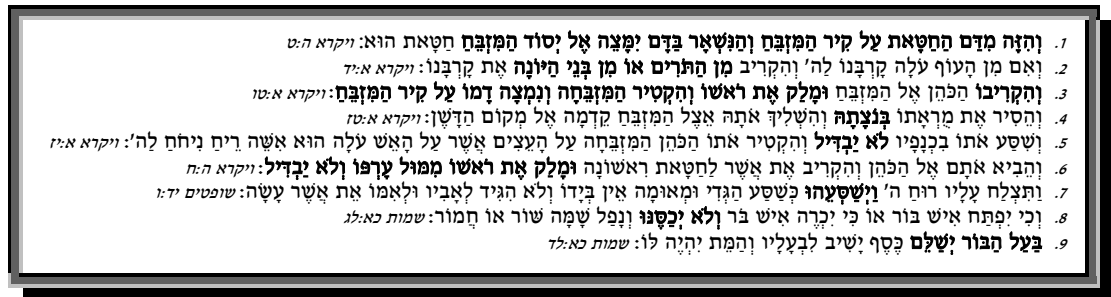 1. וְהִזָּה מִדַּם הַחַטָּאת עַל קִיר הַמִּזְבֵּחַ וְהַנִּשְׁאָר בַּדָּם יִמָּצֵה אֶל יְסוֹד הַמִּזְבֵּחַ חַטָּאת הוּא: ויקרא ה:ט
2. וְאִם מִן הָעוֹף עֹלָה קָרְבָּנוֹ לַה' וְהִקְרִיב מִן הַתֹּרִים אוֹ מִן בְּנֵי הַיּוֹנָה אֶת קָרְבָּנוֹ: ויקרא א:יד
3. וְהִקְרִיבוֹ הַכֹּהֵן אֶל הַמִּזְבֵּחַ וּמָלַק אֶת רֹאשׁוֹ וְהִקְטִיר הַמִּזְבֵּחָה וְנִמְצָה דָמוֹ עַל קִיר הַמִּזְבֵּחַ: ויקרא א:טו
4. וְהֵסִיר אֶת מֻרְאָתוֹ בְּנֹצָתָהּ וְהִשְׁלִיךְ אֹתָהּ אֵצֶל הַמִּזְבֵּחַ קֵדְמָה אֶל מְקוֹם הַדָּשֶׁן: ויקרא א:טז
5. וְשִׁסַּע אֹתוֹ בִכְנָפָיו לֹא יַבְדִּיל וְהִקְטִיר אֹתוֹ הַכֹּהֵן הַמִּזְבֵּחָה עַל הָעֵצִים אֲשֶׁר עַל הָאֵשׁ עֹלָה הוּא אִשֵּׁה רֵיחַ נִיחֹחַ לַה': ויקרא א:יז
6. וְהֵבִיא אֹתָם אֶל הַכֹּהֵן וְהִקְרִיב אֶת אֲשֶׁר לַחַטָּאת רִאשׁוֹנָה וּמָלַק אֶת רֹאשׁוֹ מִמּוּל עָרְפּוֹ וְלֹא יַבְדִּיל: ויקרא ה:ח
7. וַתִּצְלַח עָלָיו רוּחַ ה' וַיְשַׁסְּעֵהוּ כְּשַׁסַּע הַגְּדִי וּמְאוּמָה אֵין בְּיָדוֹ וְלֹא הִגִּיד לְאָבִיו וּלְאִמּוֹ אֵת אֲשֶׁר עָשָׂה: שופטים יד:ו
8. וְכִי יִפְתַּח אִישׁ בּוֹר אוֹ כִּי יִכְרֶה אִישׁ בֹּר וְלֹא יְכַסֶּנּוּ וְנָפַל שָׁמָּה שּׁוֹר אוֹ חֲמוֹר: שמות כא:לג
9. בַּעַל הַבּוֹר יְשַׁלֵּם כֶּסֶף יָשִׁיב לִבְעָלָיו וְהַמֵּת יִהְיֶה לּוֹ: שמות כא:לד